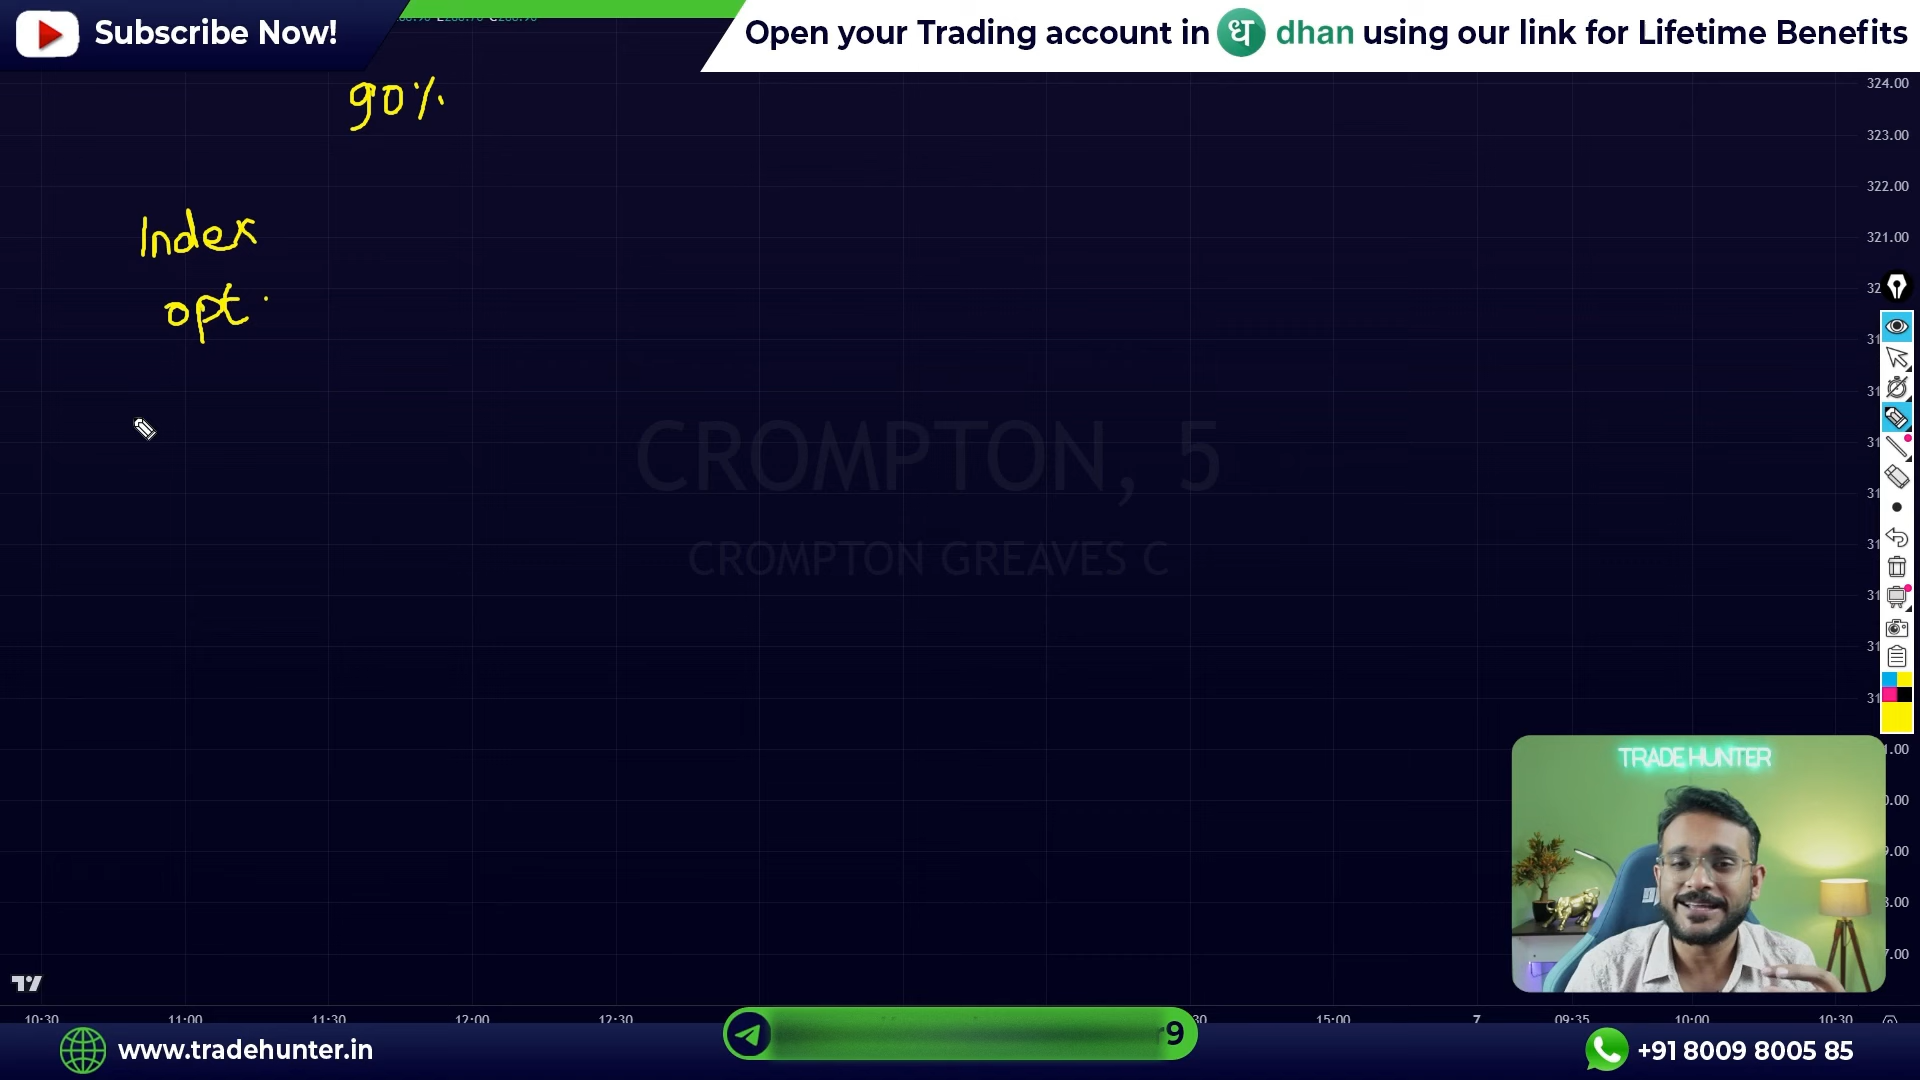 Subscribe Now!
Open your Trading account in ध dhan using our link for Lifetime Benefits
90%
324.00
323.00
322.00
321.00
Index
opt.
CROMPTON, 5
CROMPTON GREAVES C
TRADE HUNTER
10:30 11:00 11:30 12:00 12:30 15:00 7 09:35 10:00 10:30
www.tradehunter.in
+91 8009 8005 85